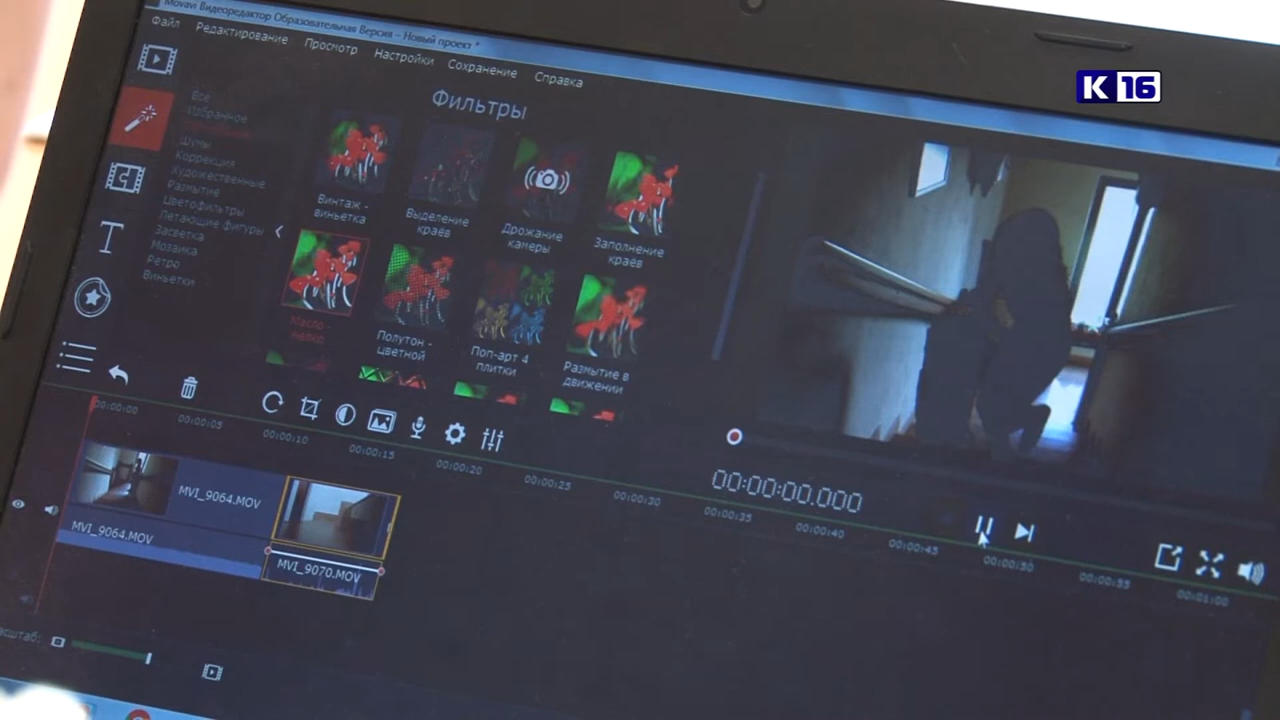 Movavi Видеоредактор Образовательная Версия – Новый проект *
Файл Редактирование Просмотр Настройки Сохранение Справка
K 16
Фильтры
Все
Избранное
Шумы
Коррекция
Художественные
Размытие
Цветофильтры
Летающие фигуры
Засветка
Мозаика
Ретро
Виньетки
Винтаж -
виньетка
Выделение
краёв
Дрожание
камеры
Заполнение
краёв
Масло -
мелко
Полутон -
цветной
Поп-арт 4
плитки
Размытие в
движении
00:00:00.000
00:00:00 00:00:05 00:00:10 00:00:15 00:00:20 00:00:25 00:00:30 00:00:35 00:00:40 00:00:45 00:00:50 00:00:55 00:01:00
MVI_9064.MOV
MVI_9064.MOV
MVI_9070.MOV